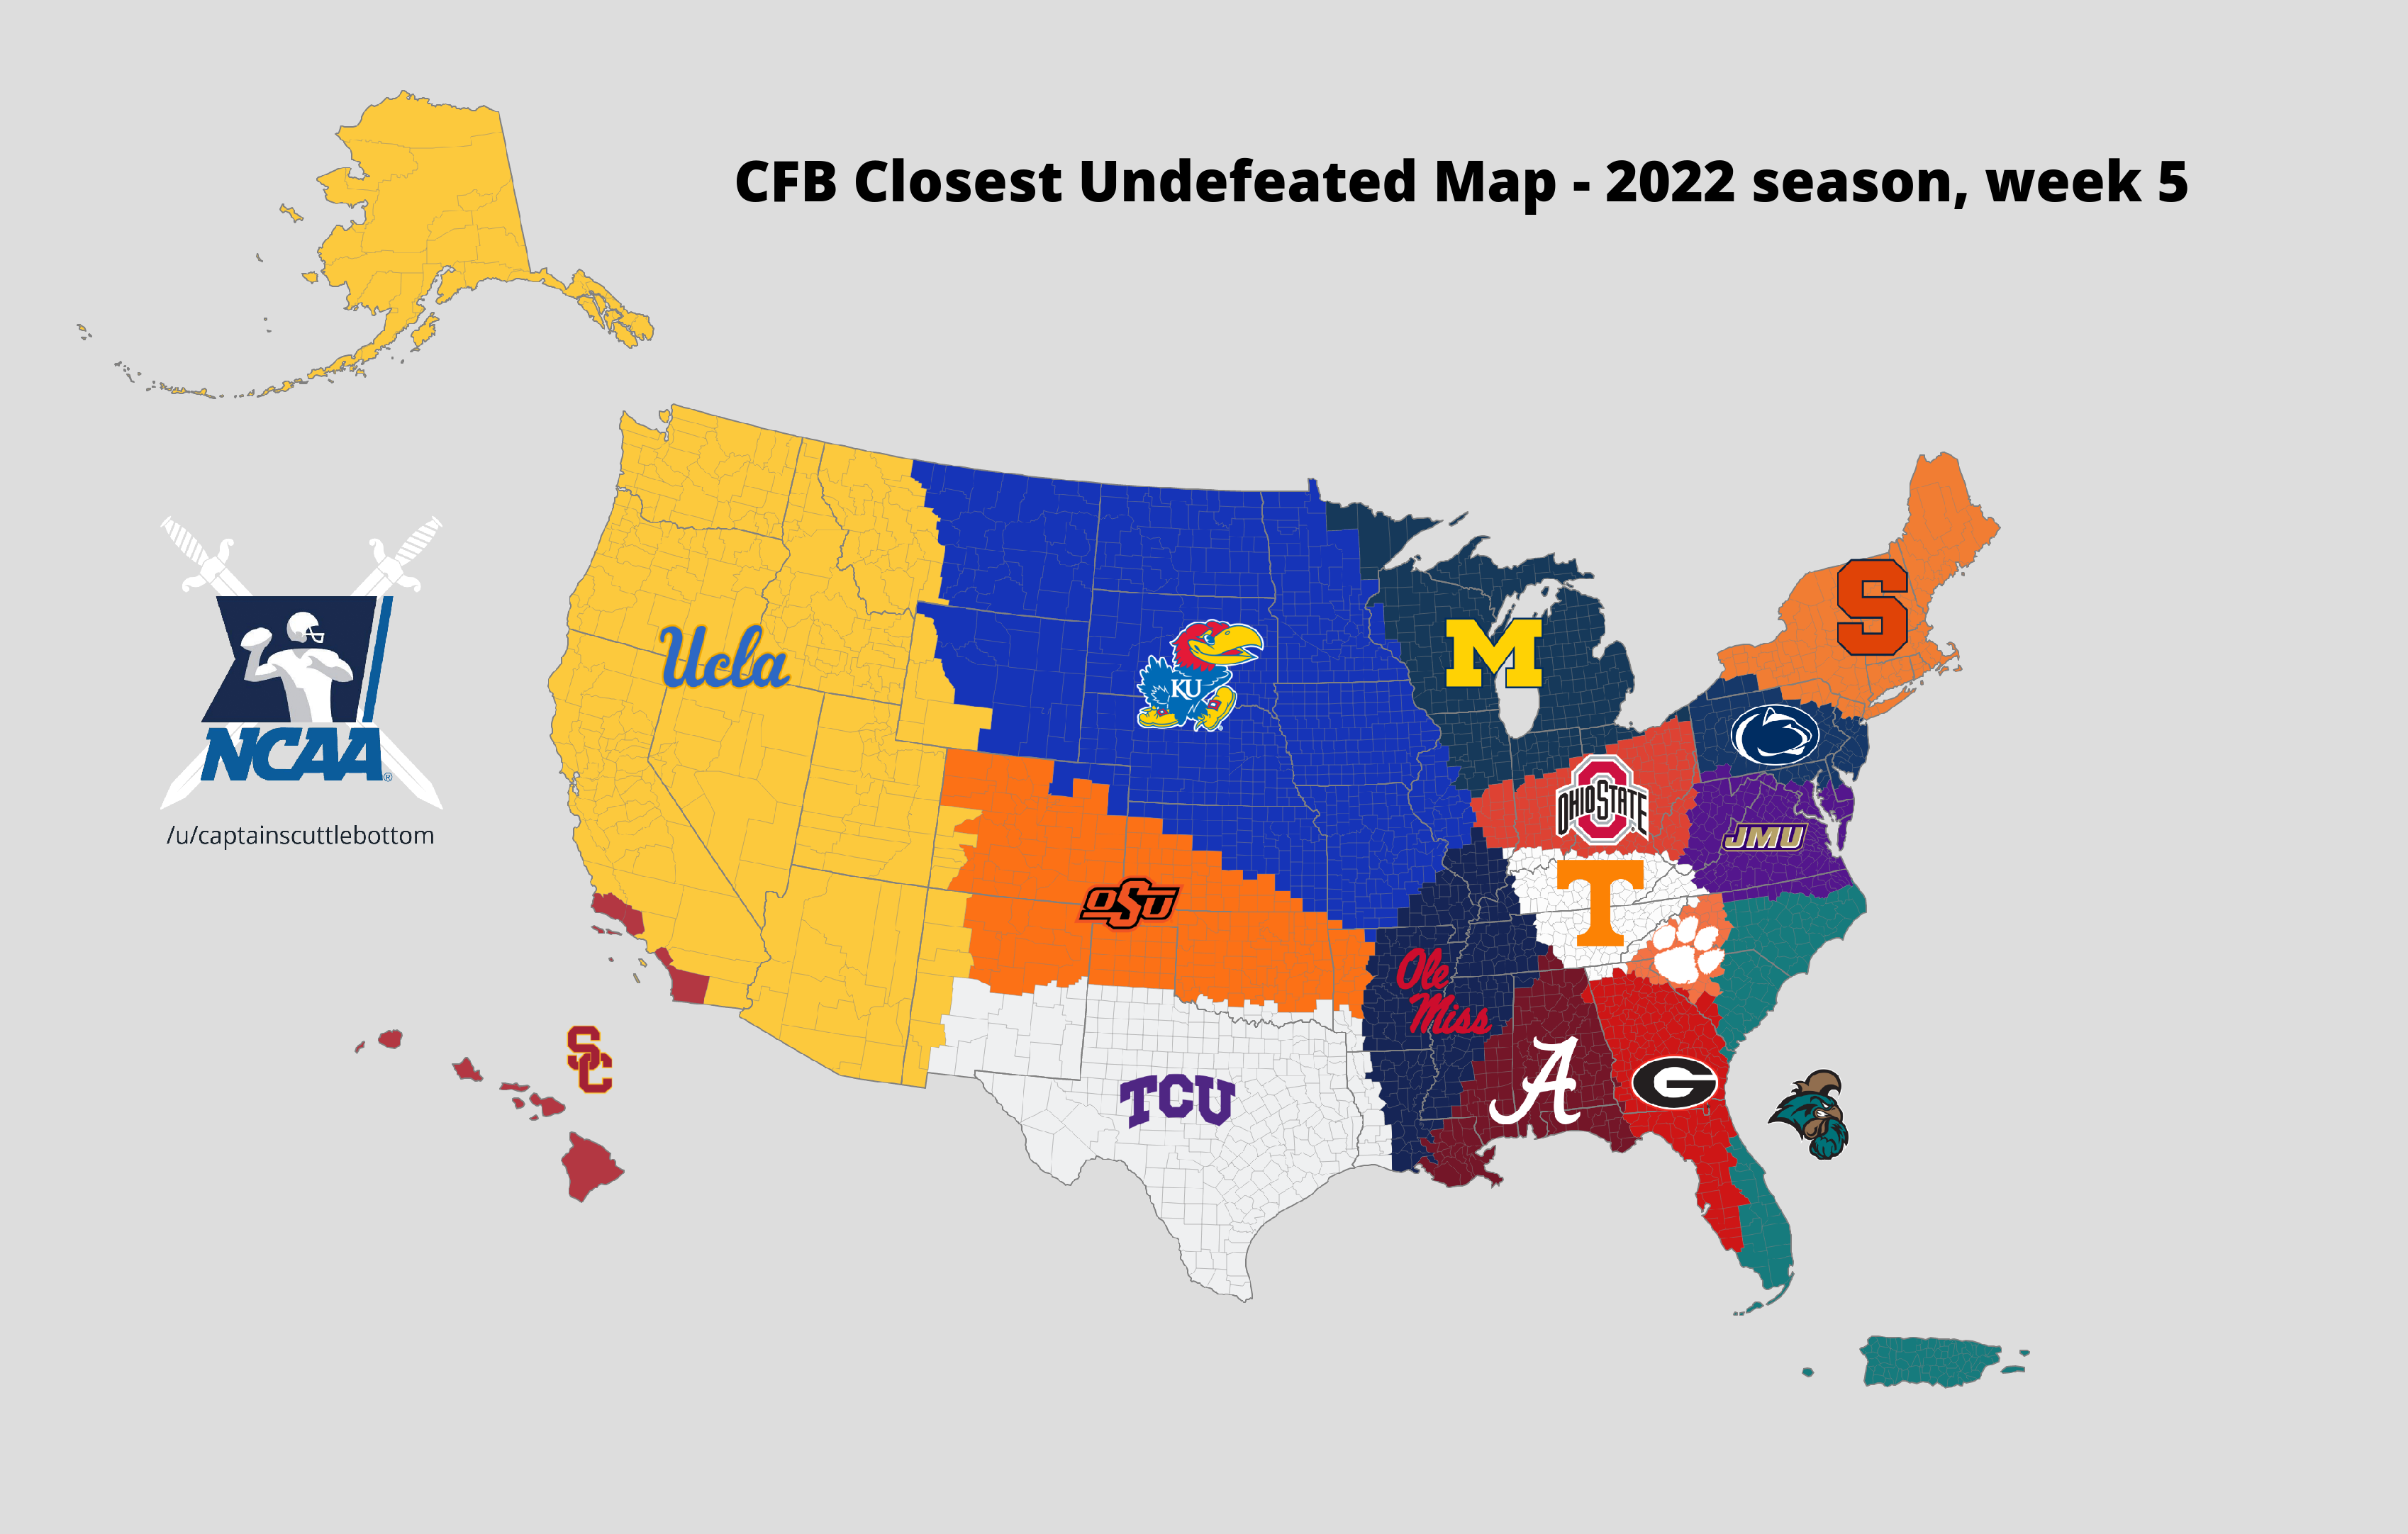 CFB Closest Undefeated Map - 2022 season, week 5
NCAA®
/u/captainscuttlebottom
Ucla
KU
M
S
OHIO STATE
JMU
OSU
T
Ole
Miss
SC
TCU
A
G